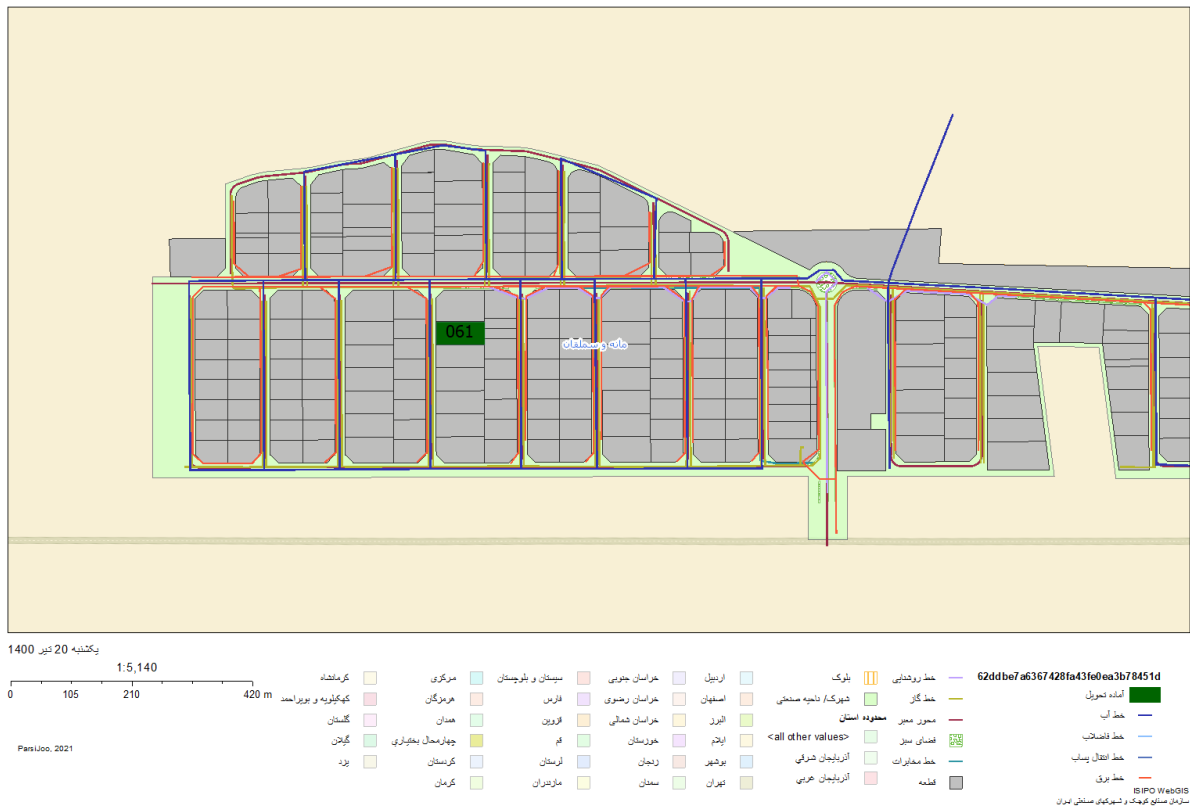 061
مانه و سملقان
یکشنبه 20 تیر 1400
1:5,140
0 105 210 420 m
ParsiJoo, 2021
62ddbe7a6367428fa43fe0ea3b78451d
آماده تحویل
خط آب
خط فاضلاب
خط انتقال پساب
خط برق
خط روشنایی
خط گاز
محور معبر
فضای سبز
خط مخابرات
قطعه
بلوک
شهرک/ ناحیه صنعتی
محدوده استان
<all other values>
آذربایجان شرقی
آذربایجان غربی
اردبیل
اصفهان
البرز
ایلام
بوشهر
تهران
خراسان جنوبی
خراسان رضوی
خراسان شمالی
خوزستان
زنجان
سمنان
سیستان و بلوچستان
فارس
قزوین
قم
لرستان
مازندران
مرکزی
هرمزگان
همدان
چهارمحال بختیاری
کردستان
کرمان
کرمانشاه
کهکیلویه و بویراحمد
گلستان
گیلان
یزد
ISIPO WebGIS
سازمان صنایع کوچک و شهرکهای صنعتی ایران